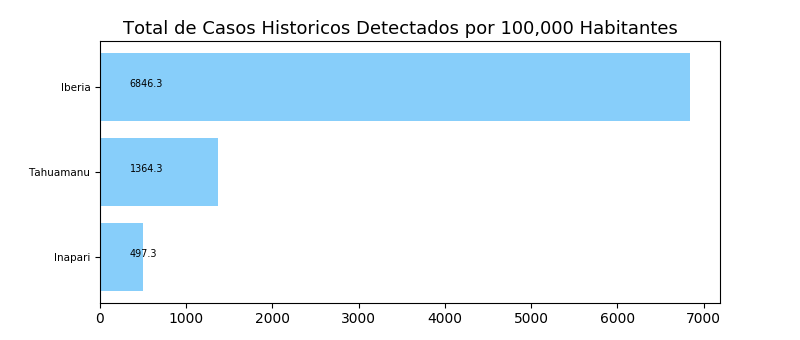 Total de Casos Historicos Detectados por 100,000 Habitantes
Iberia 6846.3
Tahuamanu 1364.3
Inapari 497.3
0 1000 2000 3000 4000 5000 6000 7000